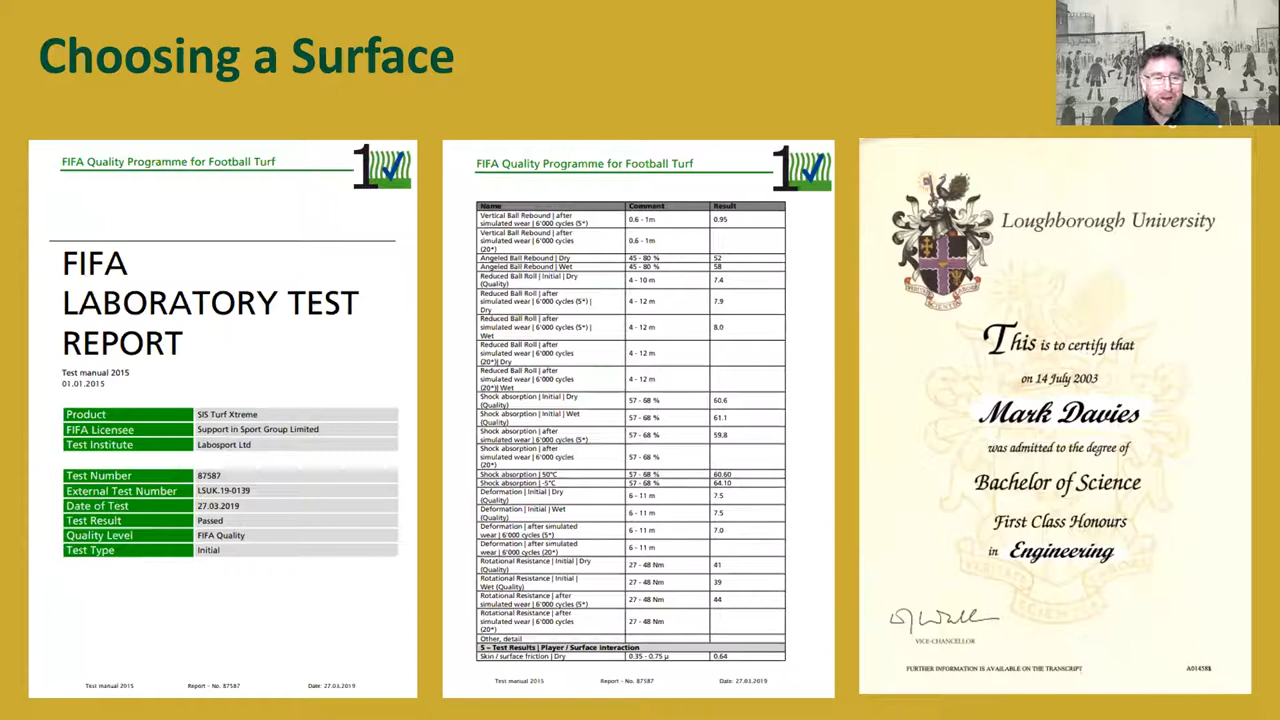 Choosing a Surface
FIFA Quality Programme for Football Turf
1
FIFA
LABORATORY TEST
REPORT
Test manual 2015
01.01.2015
Product SIS Turf Xtreme
FIFA Licensee Support in Sport Group Limited
Test Institute Labosport Ltd
Test Number 87587
External Test Number LSUK.19-0139
Date of Test 27.03.2019
Test Result Passed
Quality Level FIFA Quality
Test Type Initial
Test manual 2015 Report - No. 87587 Date: 27.03.2019
FIFA Quality Programme for Football Turf
1
Name Comment Result
Vertical Ball Rebound | after
simulated wear | 6'000 cycles (5*) 0.6 - 1m 0.95
Vertical Ball Rebound | after
simulated wear | 6'000 cycles 0.6 - 1m
(20*)
Angeled Ball Rebound | Dry 45 - 80 % 52
Angeled Ball Rebound | Wet 45 - 80 % 58
Reduced Ball Roll | Initial | Dry 4 - 10 m 7.4
(Quality)
Reduced Ball Roll | after
simulated wear | 6'000 cycles (5*) | 4 - 12 m 7.9
Dry
Reduced Ball Roll | after
simulated wear | 6'000 cycles (5*) | 4 - 12 m 8.0
Wet
Reduced Ball Roll | after
simulated wear | 6'000 cycles 4 - 12 m
(20*)| Dry
Reduced Ball Roll | after
simulated wear | 6'000 cycles 4 - 12 m
(20*)| Wet
Shock absorption | Initial | Dry 57 - 68 % 60.6
(Quality)
Shock absorption | Initial | Wet 57 - 68 % 61.1
(Quality)
Shock absorption | after 57 - 68 % 59.8
simulated wear | 6'000 cycles (5*)
Shock absorption | after
simulated wear | 6'000 cycles 57 - 68 %
(20*)
Shock absorption | 50°C 57 - 68 % 60.60
Shock absorption | -5°C 57 - 68 % 64.10
Deformation | Initial | Dry 6 - 11 m 7.5
(Quality)
Deformation | Initial | Wet 6 - 11 m 7.5
(Quality)
Deformation | after simulated 6 - 11 m 7.0
wear | 6'000 cycles (5*)
Deformation | after simulated 6 - 11 m
wear | 6'000 cycles (20*)
Rotational Resistance | Initial | Dry 27 - 48 Nm 41
(Quality)
Rotational Resistance | Initial | 27 - 48 Nm 39
Wet (Quality)
Rotational Resistance | after 27 - 48 Nm 44
simulated wear | 6'000 cycles (5*)
Rotational Resistance | after
simulated wear | 6'000 cycles 27 - 48 Nm
(20*)
Other, detail
5 – Test Results | Player / Surface interaction
Skin / surface friction | Dry 0.35 - 0.75 µ 0.64
Test manual 2015 Report - No. 87587 Date: 27.03.2019
Loughborough University
This is to certify that
on 14 July 2003
Mark Davies
was admitted to the degree of
Bachelor of Science
First Class Honours
in Engineering
VICE-CHANCELLOR
FURTHER INFORMATION IS AVAILABLE ON THE TRANSCRIPT